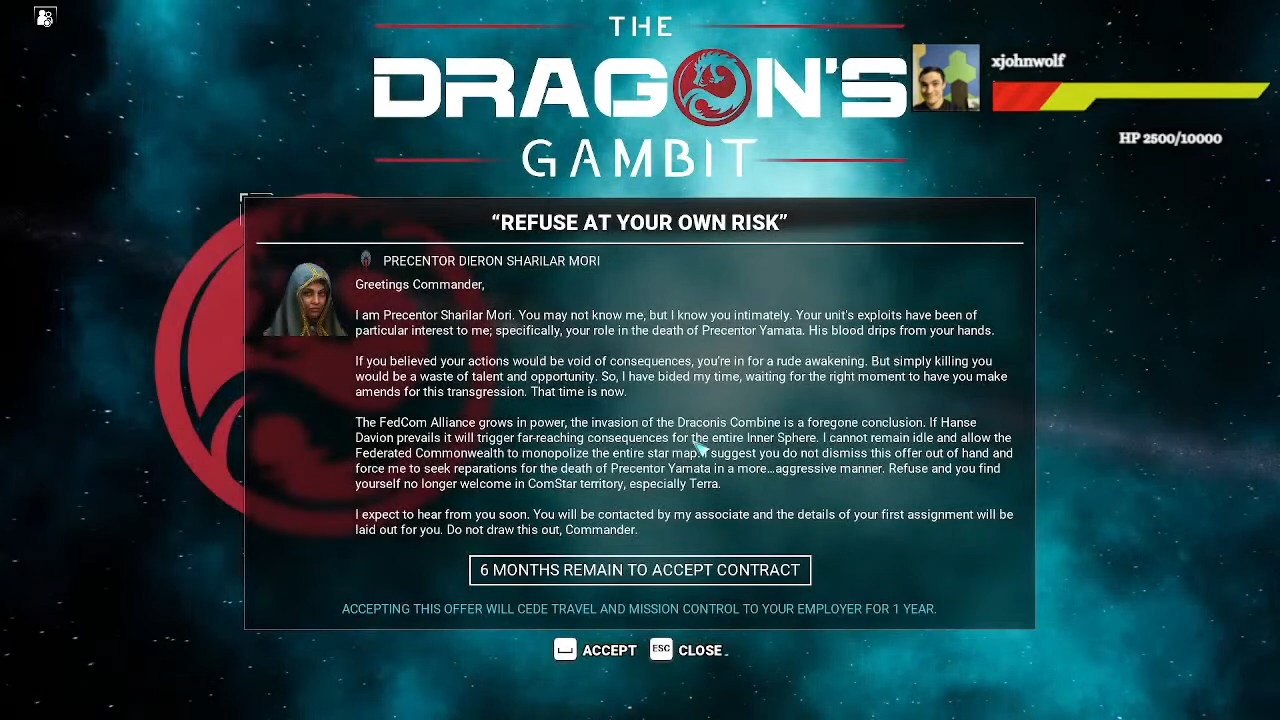 THE
DRAGON'S
GAMBIT
xjohnwolf
HP 2500/10000
“REFUSE AT YOUR OWN RISK”
PRECENTOR DIERON SHARILAR MORI
Greetings Commander,
I am Precentor Sharilar Mori. You may not know me, but I know you intimately. Your unit's exploits have been of
particular interest to me; specifically, your role in the death of Precentor Yamata. His blood drips from your hands.
If you believed your actions would be void of consequences, you're in for a rude awakening. But simply killing you
would be a waste of talent and opportunity. So, I have bided my time, waiting for the right moment to have you make
amends for this transgression. That time is now.
The FedCom Alliance grows in power, the invasion of the Draconis Combine is a foregone conclusion. If Hanse
Davion prevails it will trigger far-reaching consequences for the entire Inner Sphere. I cannot remain idle and allow the
Federated Commonwealth to monopolize the entire star map. suggest you do not dismiss this offer out of hand and
force me to seek reparations for the death of Precentor Yamata in a more…aggressive manner. Refuse and you find
yourself no longer welcome in ComStar territory, especially Terra.
I expect to hear from you soon. You will be contacted by my associate and the details of your first assignment will be
laid out for you. Do not draw this out, Commander.
6 MONTHS REMAIN TO ACCEPT CONTRACT
ACCEPTING THIS OFFER WILL CEDE TRAVEL AND MISSION CONTROL TO YOUR EMPLOYER FOR 1 YEAR.
ACCEPT ESC CLOSE